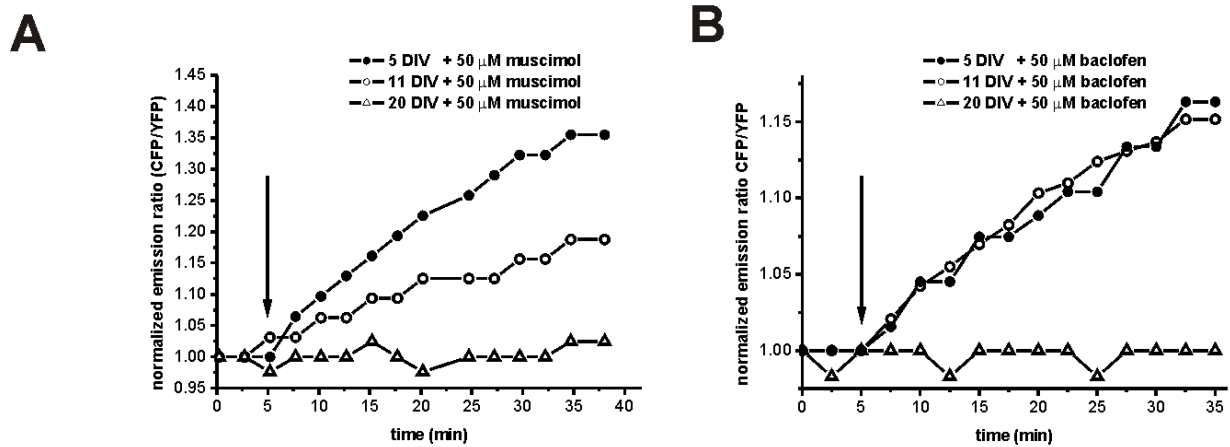 A
5 DIV + 50 μM muscimol
11 DIV + 50 μM muscimol
20 DIV + 50 μM muscimol
normalized emission ratio (CFP/YFP)
1.45
1.40
1.35
1.30
1.25
1.20
1.15
1.10
1.05
1.00
0.95
0 5 10 15 20 25 30 35 40
time (min)
B
5 DIV + 50 μM baclofen
11 DIV + 50 μM baclofen
20 DIV + 50 μM baclofen
normalized emission ratio CFP/YFP
1.15
1.10
1.05
1.00
0 5 10 15 20 25 30 35
time (min)